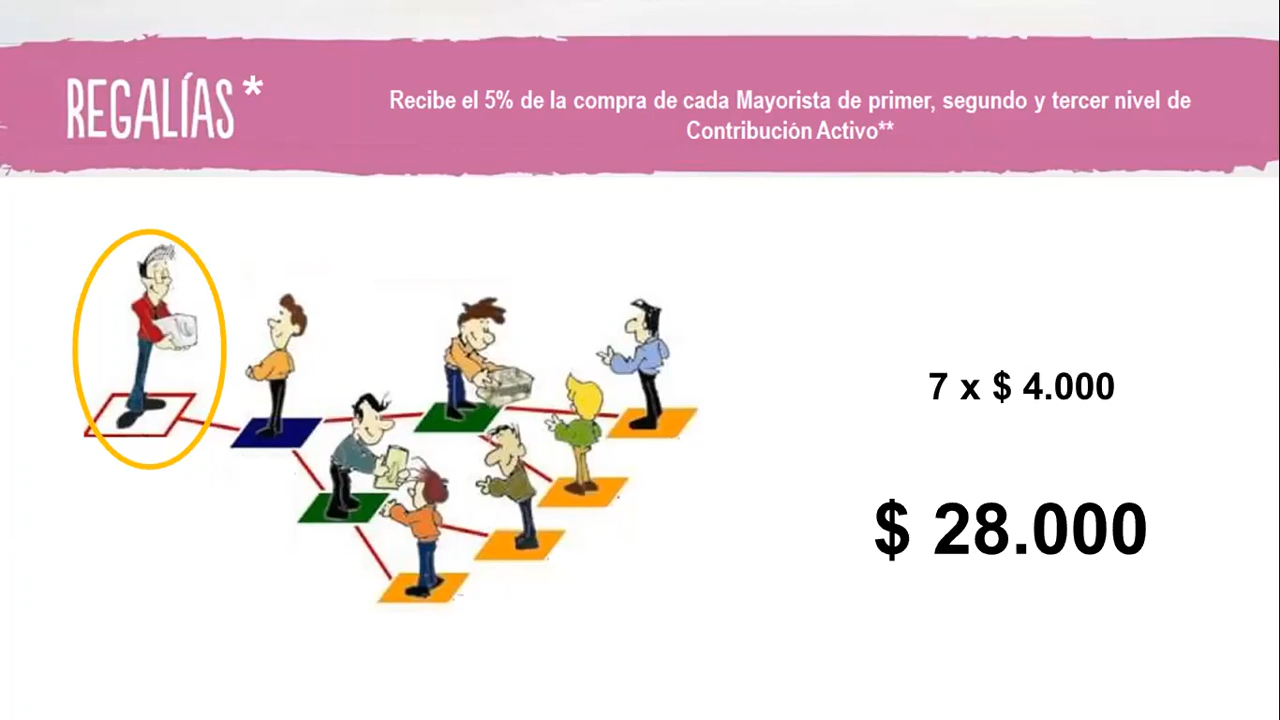 REGALÍAS*
Recibe el 5% de la compra de cada Mayorista de primer, segundo y tercer nivel de
Contribución Activo**
7 x $ 4.000
$ 28.000